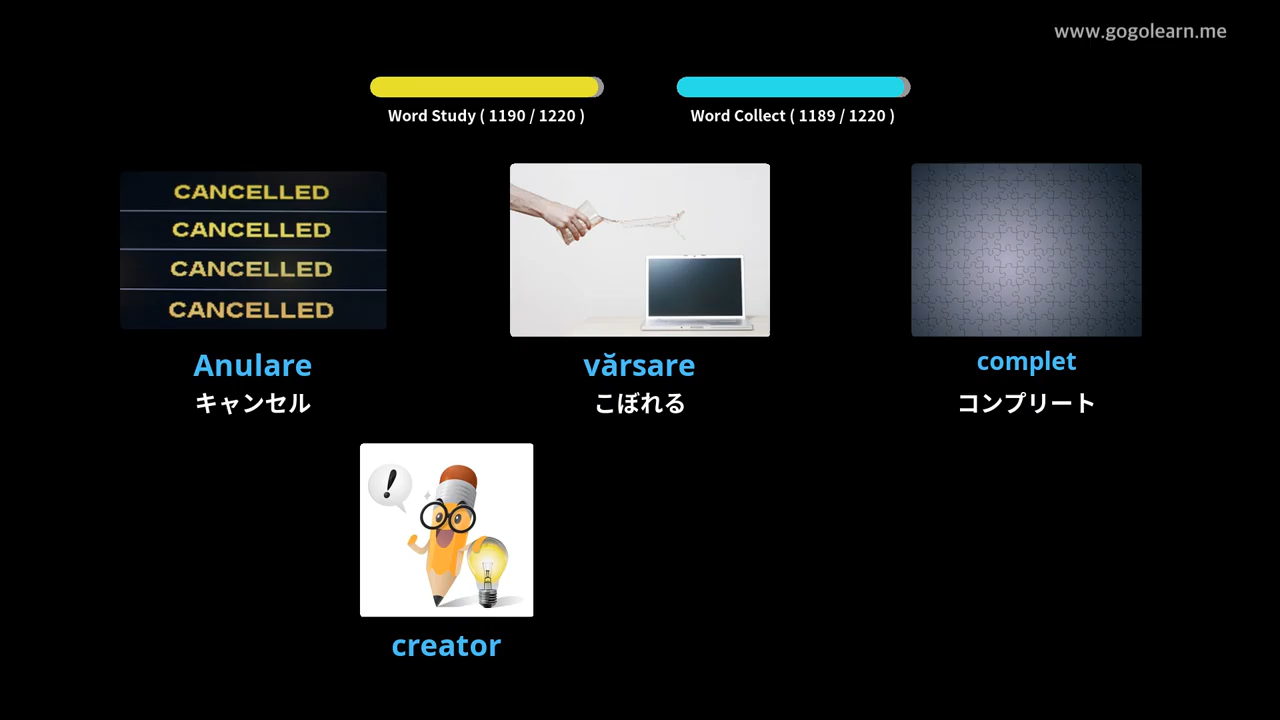 www.gogolearn.me
Word Study ( 1190 / 1220 )
Word Collect ( 1189 / 1220 )
CANCELLED
CANCELLED
CANCELLED
CANCELLED
Anulare
キャンセル
vărsare
こぼれる
complet
コンプリート
!
creator